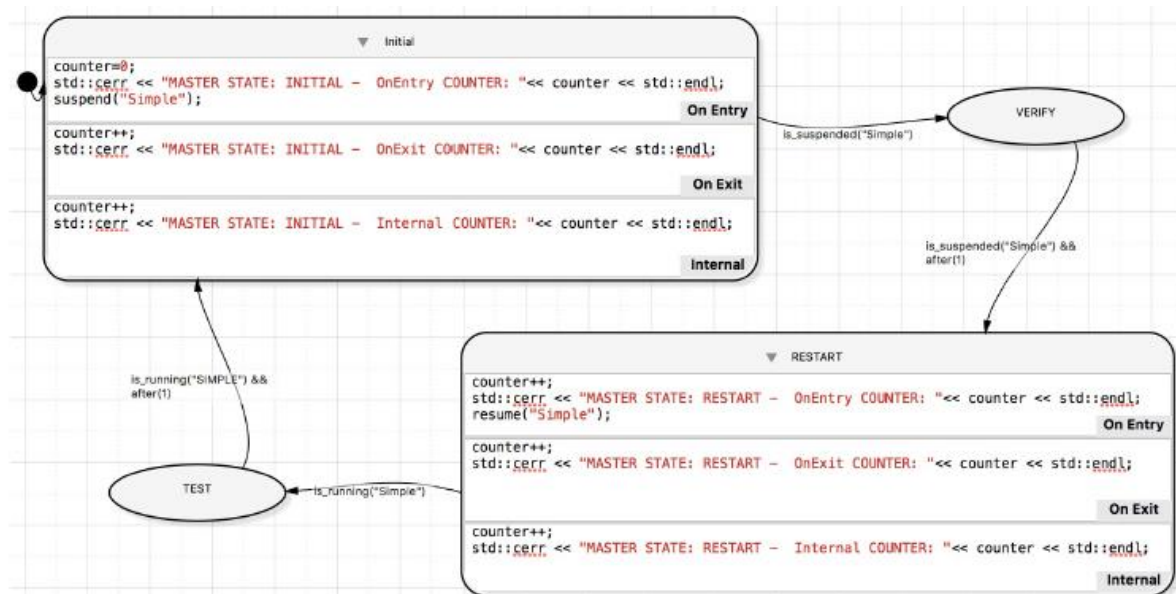 Initial
counter=0;
std::cerr << "MASTER STATE: INITIAL -  OnEntry COUNTER: "<< counter << std::endl;
suspend("Simple");
On Entry
counter++;
std::cerr << "MASTER STATE: INITIAL -  OnExit COUNTER: "<< counter << std::endl;
On Exit
counter++;
std::cerr << "MASTER STATE: INITIAL -  Internal COUNTER: "<< counter << std::endl;
Internal
is_suspended("Simple")
VERIFY
is_suspended("Simple") &&
after(1)
RESTART
counter++;
std::cerr << "MASTER STATE: RESTART -  OnEntry COUNTER: "<< counter << std::endl;
resume("Simple");
On Entry
counter++;
std::cerr << "MASTER STATE: RESTART -  OnExit COUNTER: "<< counter << std::endl;
On Exit
counter++;
std::cerr << "MASTER STATE: RESTART -  Internal COUNTER: "<< counter << std::endl;
Internal
is_running("Simple")
TEST
is_running("SIMPLE") &&
after(1)